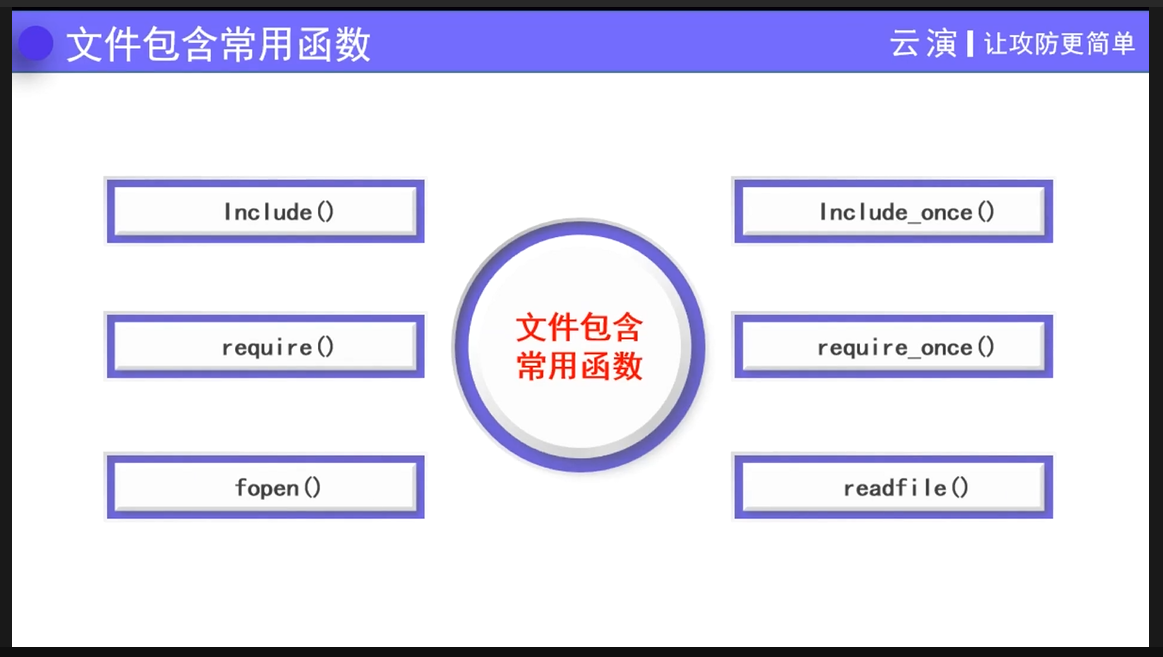 文件包含常用函数
云演 | 让攻防更简单
Include()
Include_once()
文件包含
常用函数
require()
require_once()
fopen()
readfile()